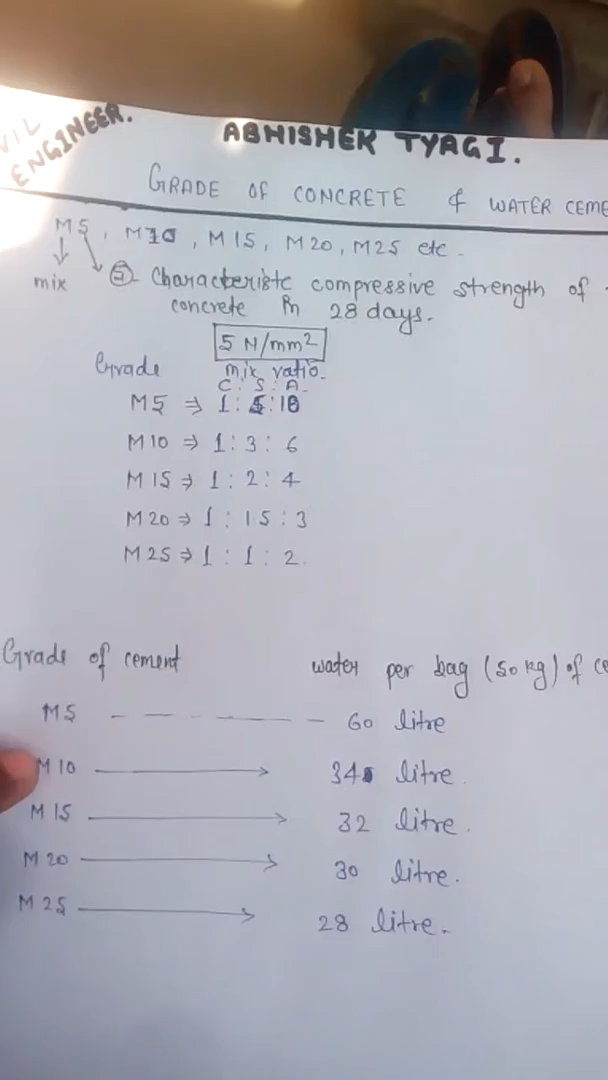 VIL
ENGINEER.
ABHISHEK TYAGI.
GRADE OF CONCRETE & WATER CEME
M5, M10, M15, M20, M25 etc.
mix
5 Characteristc compressive strength of
concrete in 28 days.
5 N/mm²
Grade mix ratio.
C : S : A
M5 ⇒ 1 : 5 : 10
M10 ⇒ 1 : 3 : 6
M15 ⇒ 1 : 2 : 4
M20 ⇒ 1 : 15 : 3
M25 ⇒ 1 : 1 : 2.
Grade of cement water per bag (50 kg) of ce
M5 – – – – 60 litre
M10 → 34 litre.
M15 → 32 litre.
M20 → 30 litre.
M25 → 28 litre.